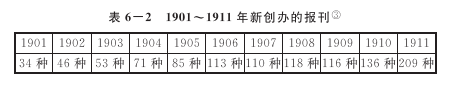 表 6—2 1901～1911 年新创办的报刊③
1901 1902 1903 1904 1905 1906 1907 1908 1909 1910 1911
34 种 46 种 53 种 71 种 85 种 113 种 110 种 118 种 116 种 136 种 209 种